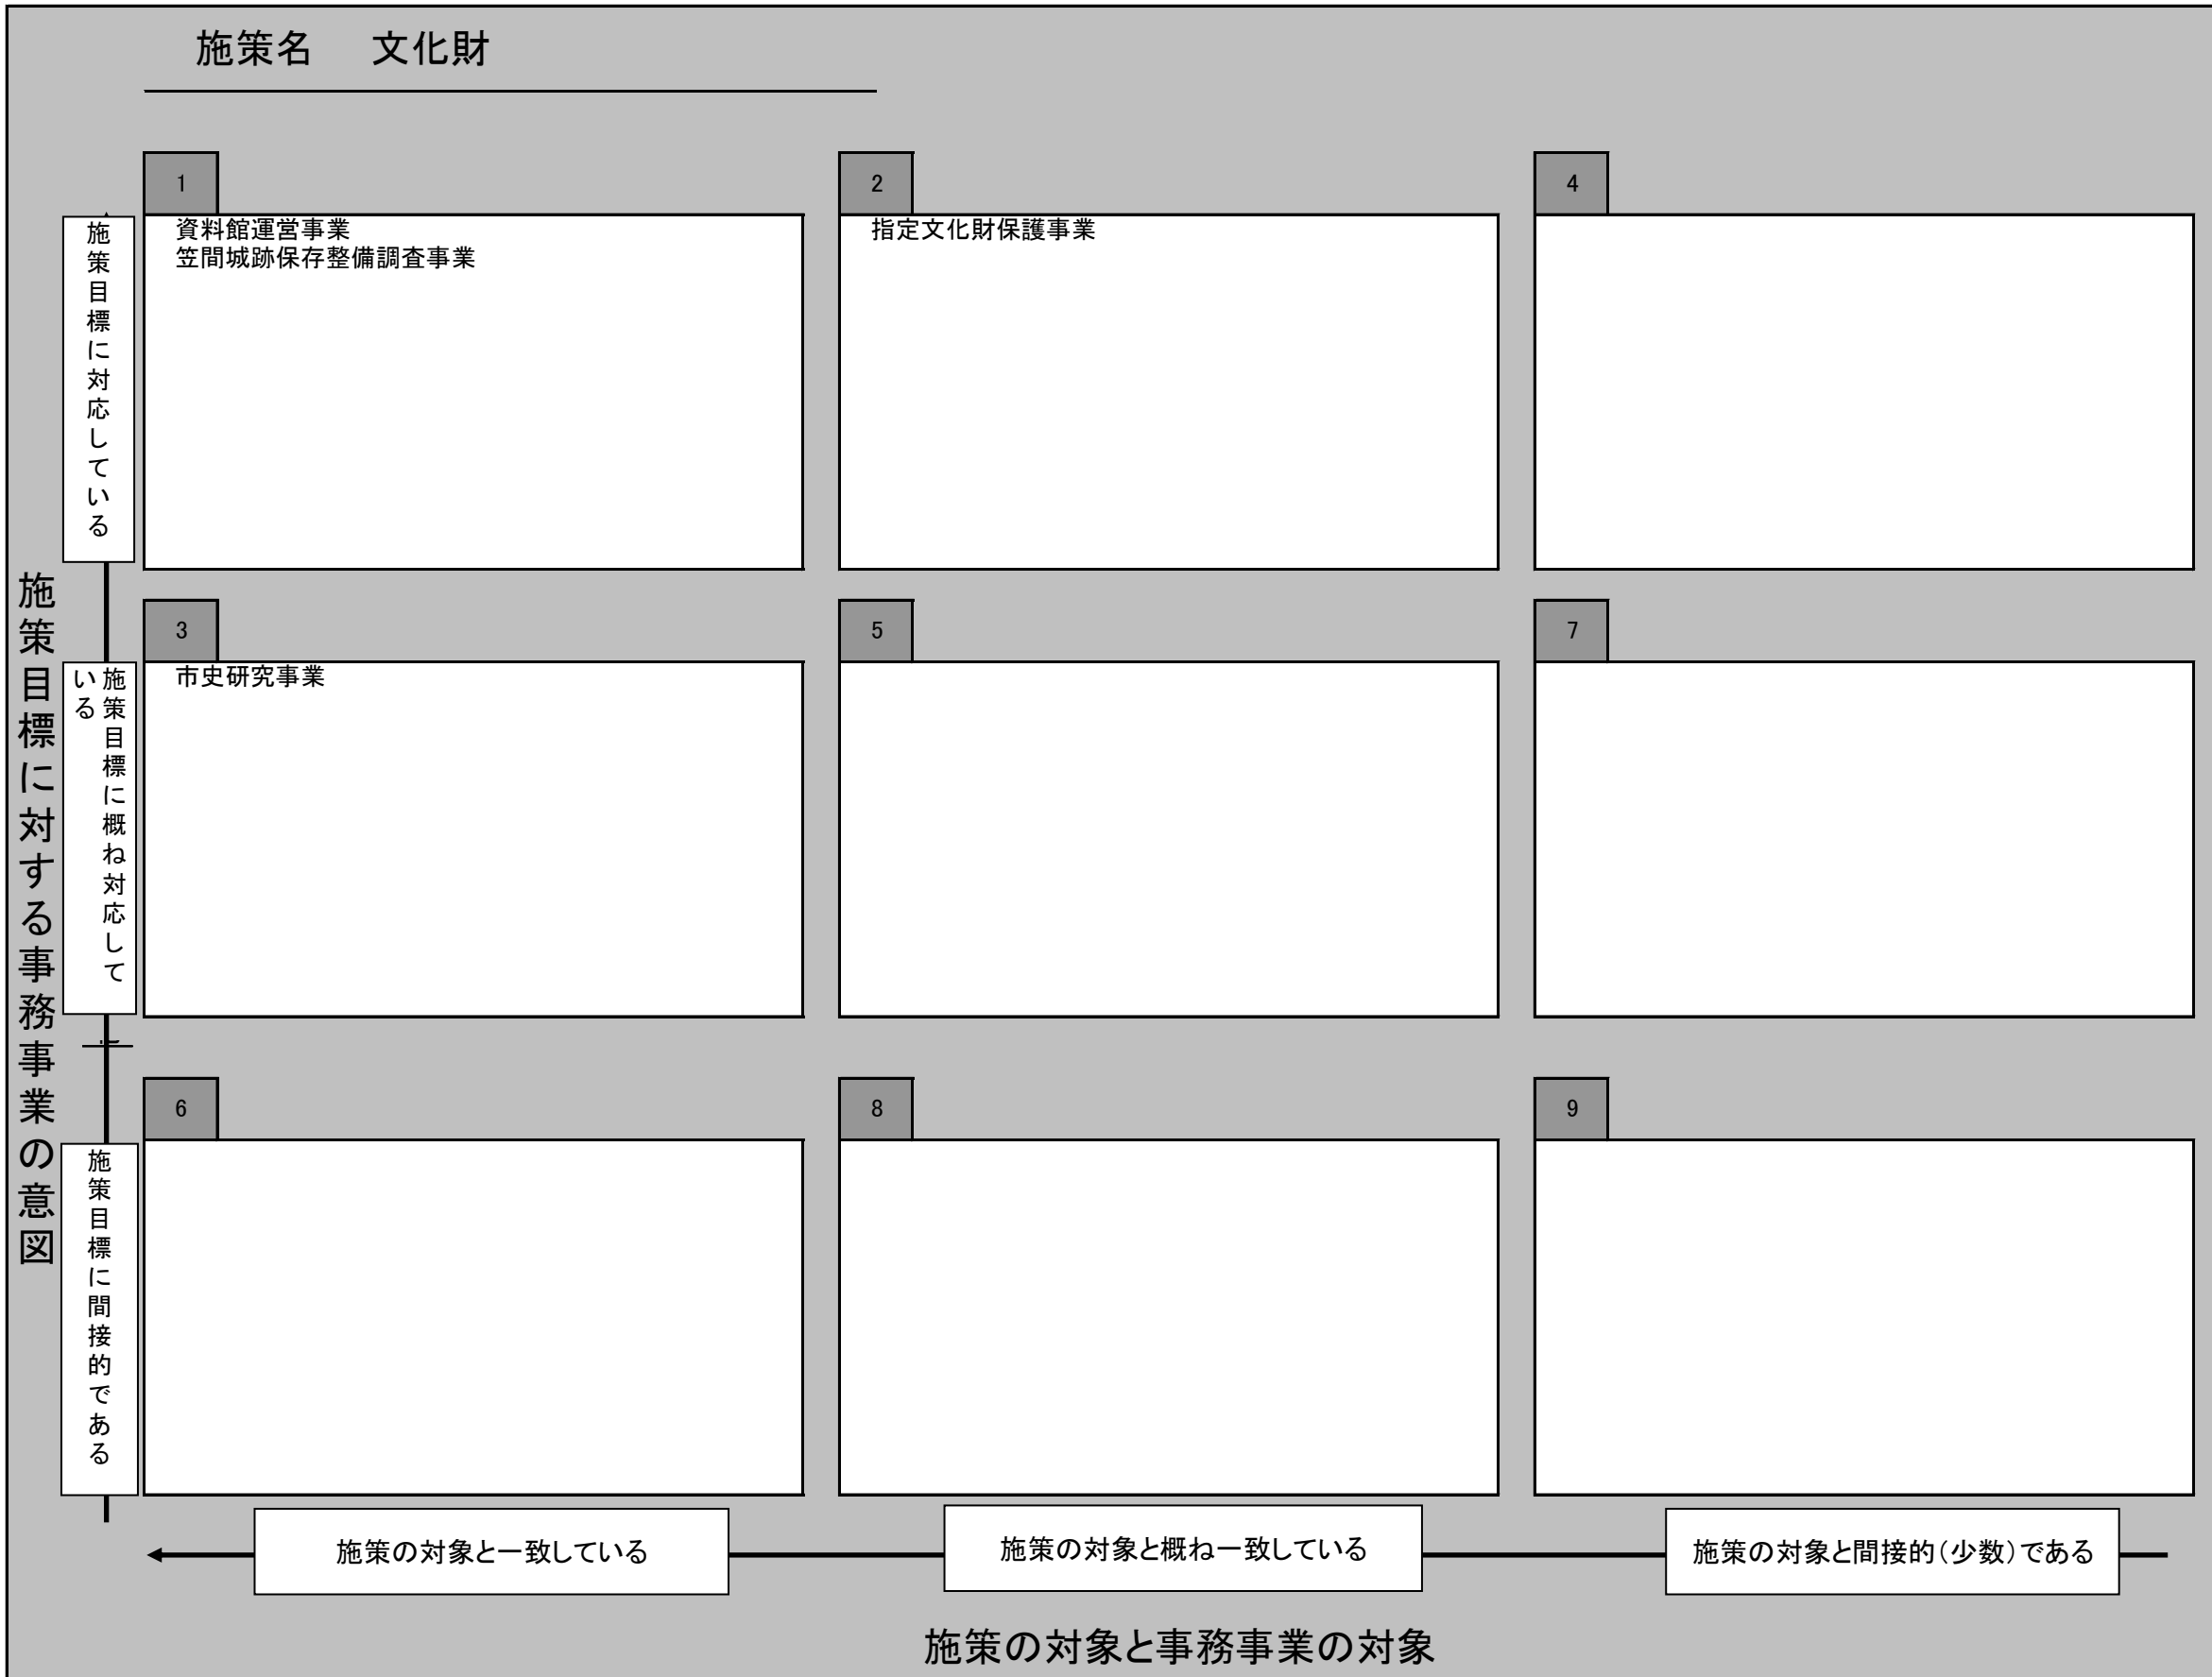 施策名　文化財
1
2
4
資料館運営事業
笠間城跡保存整備調査事業
指定文化財保護事業
施策目標に対応している
3
5
7
市史研究事業
施策目標に概ね対応して
いる
施策目標に対する事務事業の意図
6
8
9
施策目標に間接的である
施策の対象と一致している
施策の対象と概ね一致している
施策の対象と間接的（少数）である
施策の対象と事務事業の対象